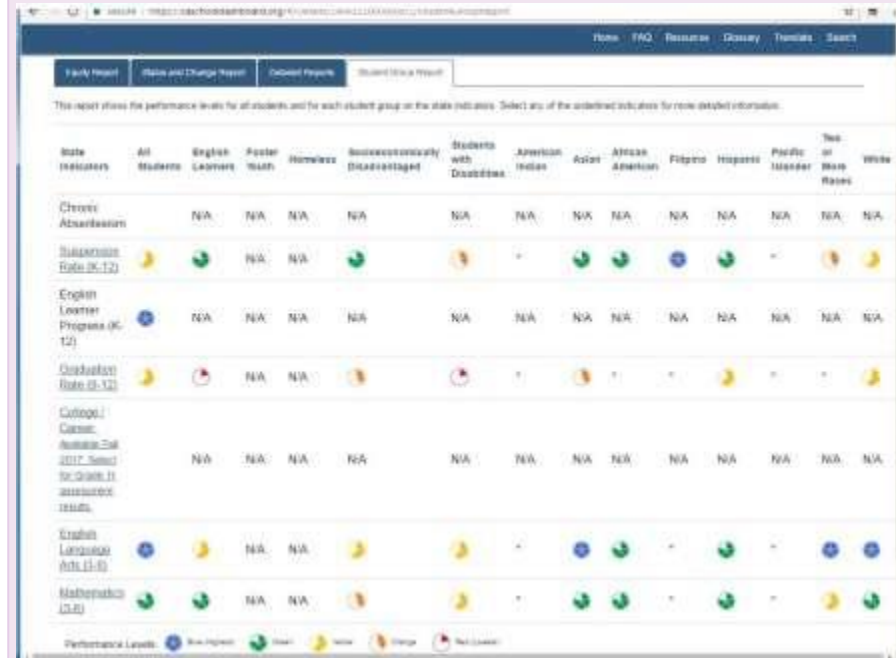 Home FAQ Resources Glossary Translate Search
Equity Report Status and Change Report Detailed Reports Student Group Report
This report shows the performance levels for all students and for each student group on the state indicators. Select any of the underlined indicators for more detailed information.
State Indicators All Students English Learners Foster Youth Homeless Socioeconomically Disadvantaged Students with Disabilities American Indian Asian African American Filipino Hispanic Pacific Islander Two or More Races White
Chronic Absenteeism N/A N/A N/A N/A N/A N/A N/A N/A N/A N/A N/A N/A N/A
Suspension Rate (K-12) N/A N/A * *
English Learner Progress (K-12) N/A N/A N/A N/A N/A N/A N/A N/A N/A N/A N/A N/A N/A
Graduation Rate (9-12) N/A N/A * * * * *
College / Career Available Fall 2017. Select for Grade 11 assessment results. N/A N/A N/A N/A N/A N/A N/A N/A N/A N/A N/A N/A N/A
English Language Arts (3-8) N/A N/A * * *
Mathematics (3-8) N/A N/A * * *
Performance Levels: Blue (Highest) Green Yellow Orange Red (Lowest)